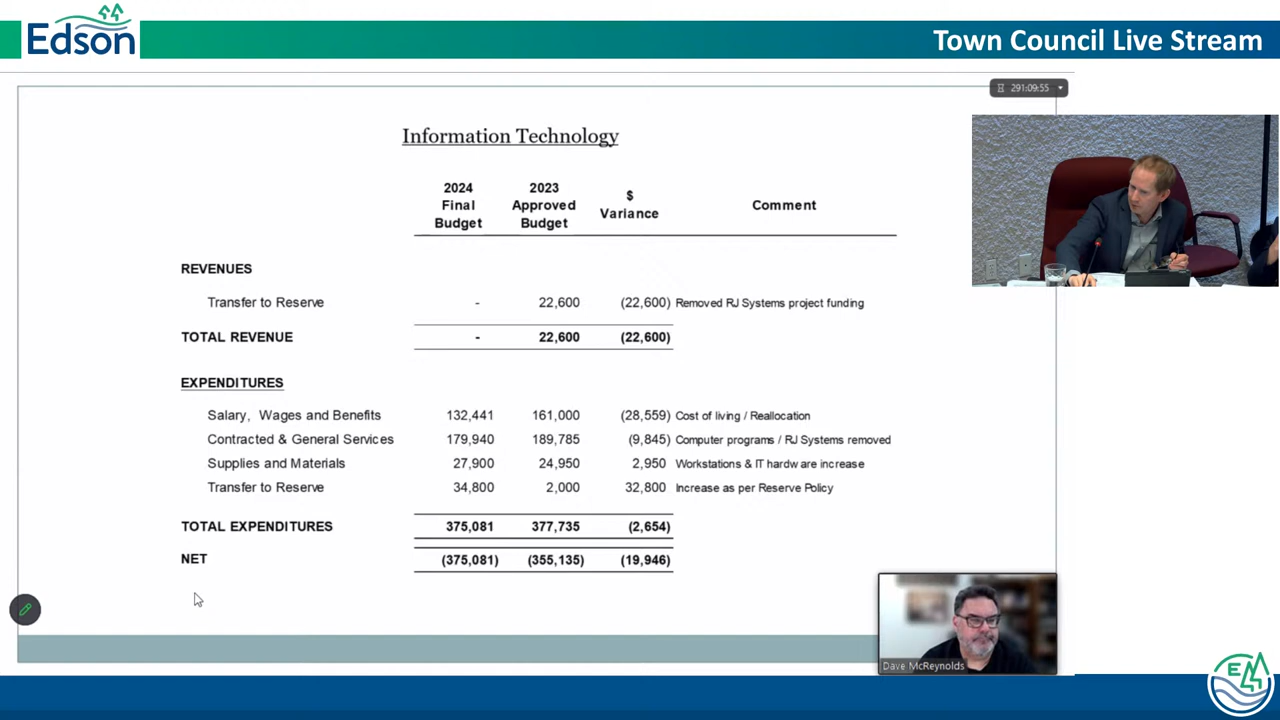 Edson
Town Council Live Stream
291:09:55
Information Technology
2024 Final Budget 2023 Approved Budget $ Variance Comment
REVENUES
Transfer to Reserve - 22,600 (22,600) Removed RJ Systems project funding
TOTAL REVENUE - 22,600 (22,600)
EXPENDITURES
Salary, Wages and Benefits 132,441 161,000 (28,559) Cost of living / Reallocation
Contracted & General Services 179,940 189,785 (9,845) Computer programs / RJ Systems removed
Supplies and Materials 27,900 24,950 2,950 Workstations & IT hardware increase
Transfer to Reserve 34,800 2,000 32,800 Increase as per Reserve Policy
TOTAL EXPENDITURES 375,081 377,735 (2,654)
NET (375,081) (355,135) (19,946)
Dave McReynolds